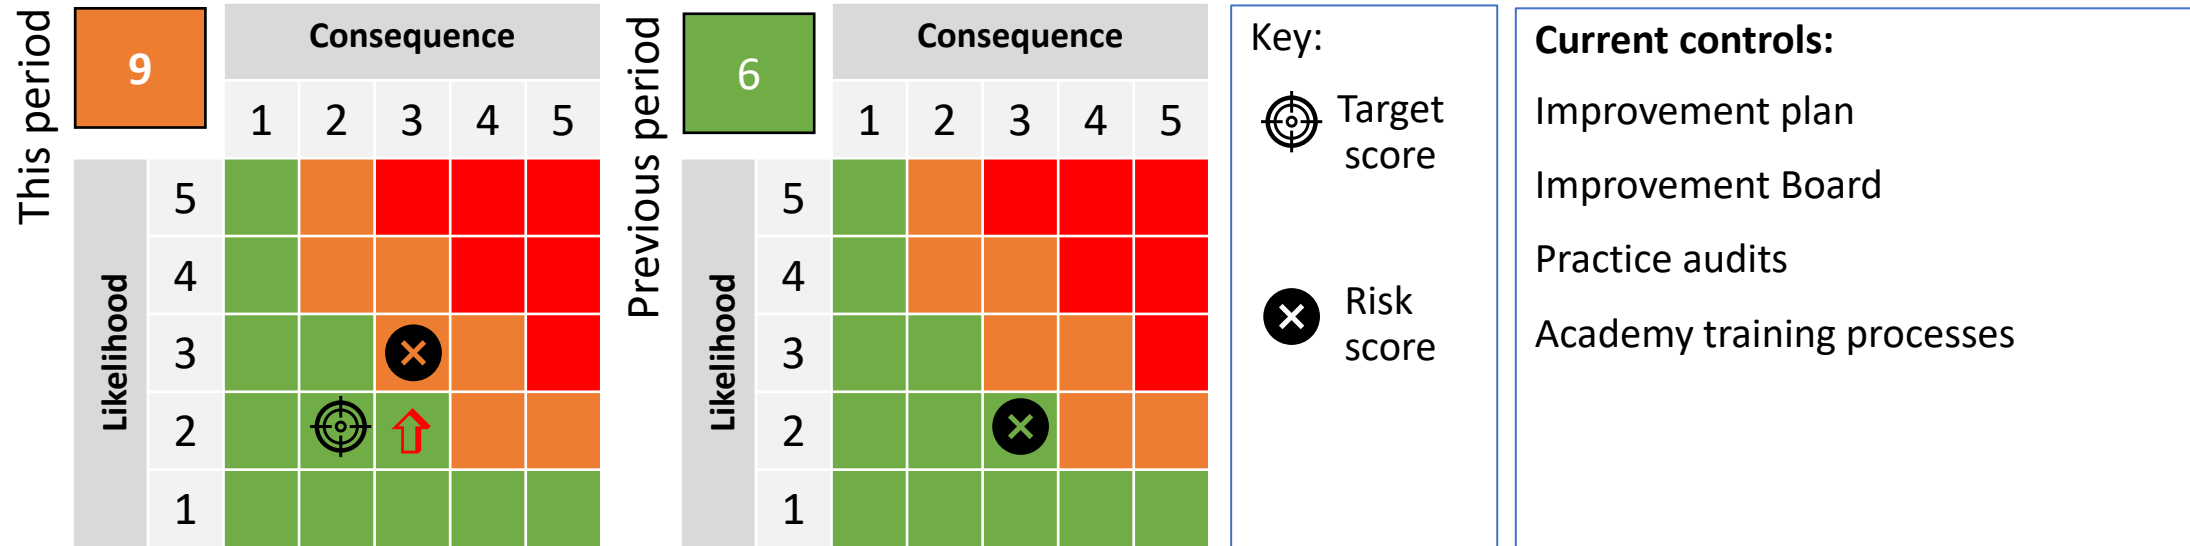 This period
9
Consequence
1 2 3 4 5
Likelihood
5
4
3
2
1
Previous period
6
Consequence
1 2 3 4 5
Likelihood
5
4
3
2
1
Key:
Target
score
Risk
score
Current controls:
Improvement plan
Improvement Board
Practice audits
Academy training processes